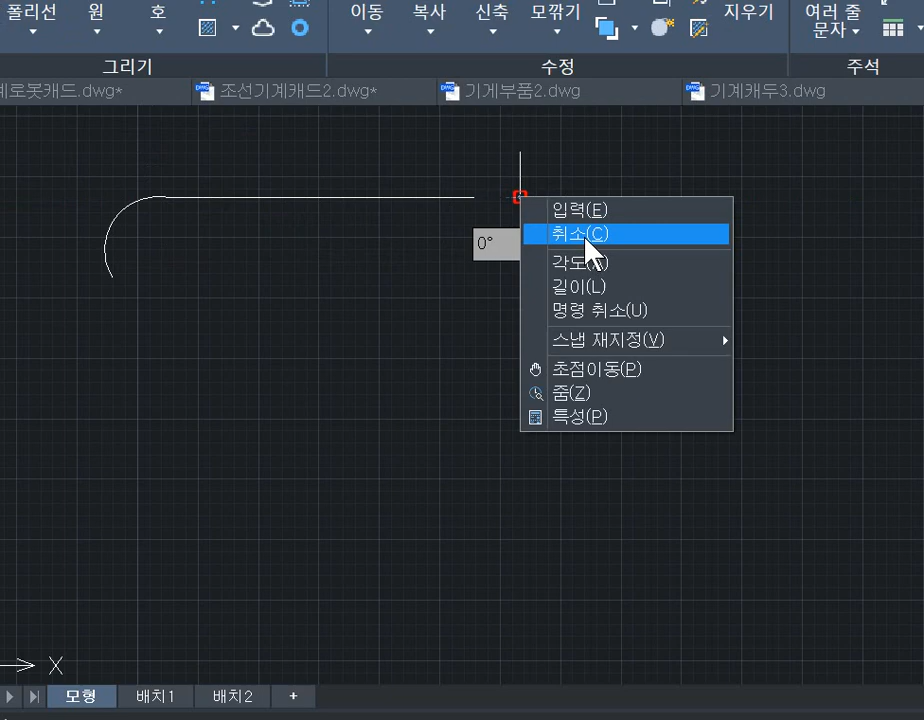 폴리선 원 호 이동 복사 신축 모깎기 지우기 여러 줄
문자
그리기 수정 주석
계로봇캐드.dwg* 조선기계캐드2.dwg* 기게부품2.dwg 기계캐두3.dwg
입력(E)
0° 취소(C)
길이(L)
명령 취소(U)
스냅 재지정(V)
초점이동(P)
줌(Z)
특성(P)
X
모형 배치1 배치2 +